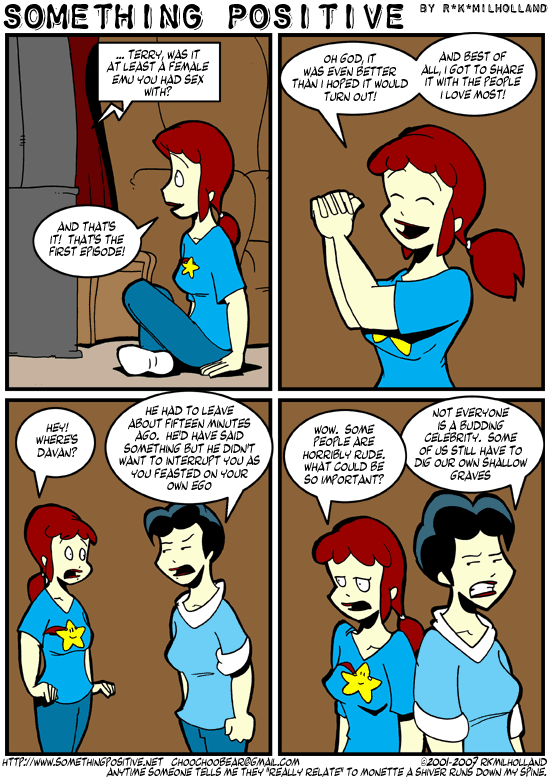 SOMETHING POSITIVE BY R*K*MILHOLLAND
... TERRY, WAS IT
AT LEAST A FEMALE
EMU YOU HAD SEX
WITH?
AND THAT'S
IT! THAT'S THE
FIRST EPISODE!
OH GOD, IT
WAS EVEN BETTER
THAN I HOPED IT WOULD
TURN OUT!
AND BEST OF
ALL, I GOT TO SHARE
IT WITH THE PEOPLE
I LOVE MOST!
HEY!
WHERE'S
DAVAN?
HE HAD TO LEAVE
ABOUT FIFTEEN MINUTES
AGO. HE'D HAVE SAID
SOMETHING BUT HE DIDN'T
WANT TO INTERRUPT YOU AS
YOU FEASTED ON YOUR
OWN EGO
WOW. SOME
PEOPLE ARE
HORRIBLY RUDE.
WHAT COULD BE
SO IMPORTANT?
NOT EVERYONE
IS A BUDDING
CELEBRITY. SOME
OF US STILL HAVE TO
DIG OUR OWN SHALLOW
GRAVES
HTTP://WWW.SOMETHINGPOSITIVE.NET CHOOCHOOBEAR@GMAIL.COM ©2001-2009 RKMILHOLLAND
ANYTIME SOMEONE TELLS ME THEY "REALLY RELATE" TO MONETTE A SHIVER RUNS DOWN MY SPINE